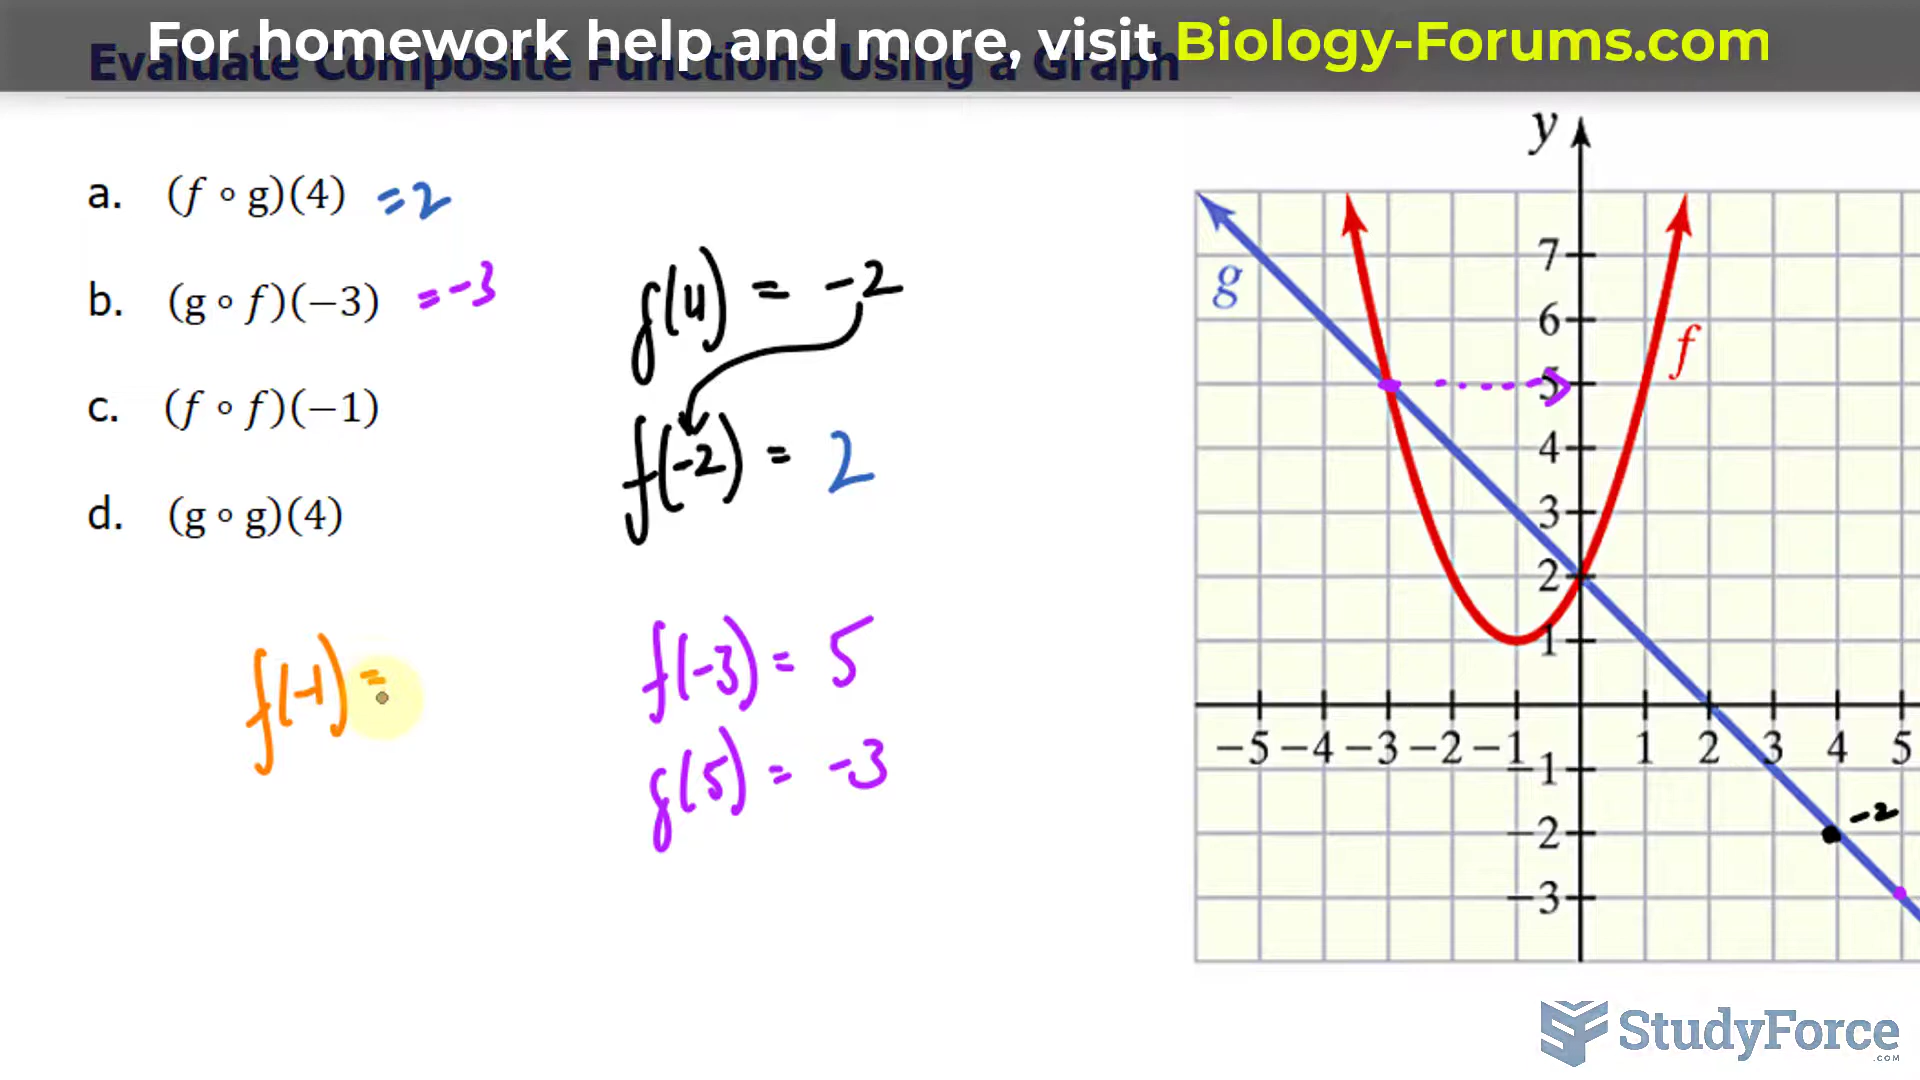 For homework help and more, visit Biology-Forums.com
Evaluate Composite Functions Using a Graph
a. (f ∘ g)(4) = 2
b. (g ∘ f)(−3) = -3
c. (f ∘ f)(−1)
d. (g ∘ g)(4)
g(4) = -2
f(-2) = 2
f(-3) = 5
g(5) = -3
f(-1) =
y
g
f
7
6
5
4
3
2
1
−5 −4 −3 −2 −1 1 2 3 4 5
−1
−2
−3
-2
StudyForce
.COM